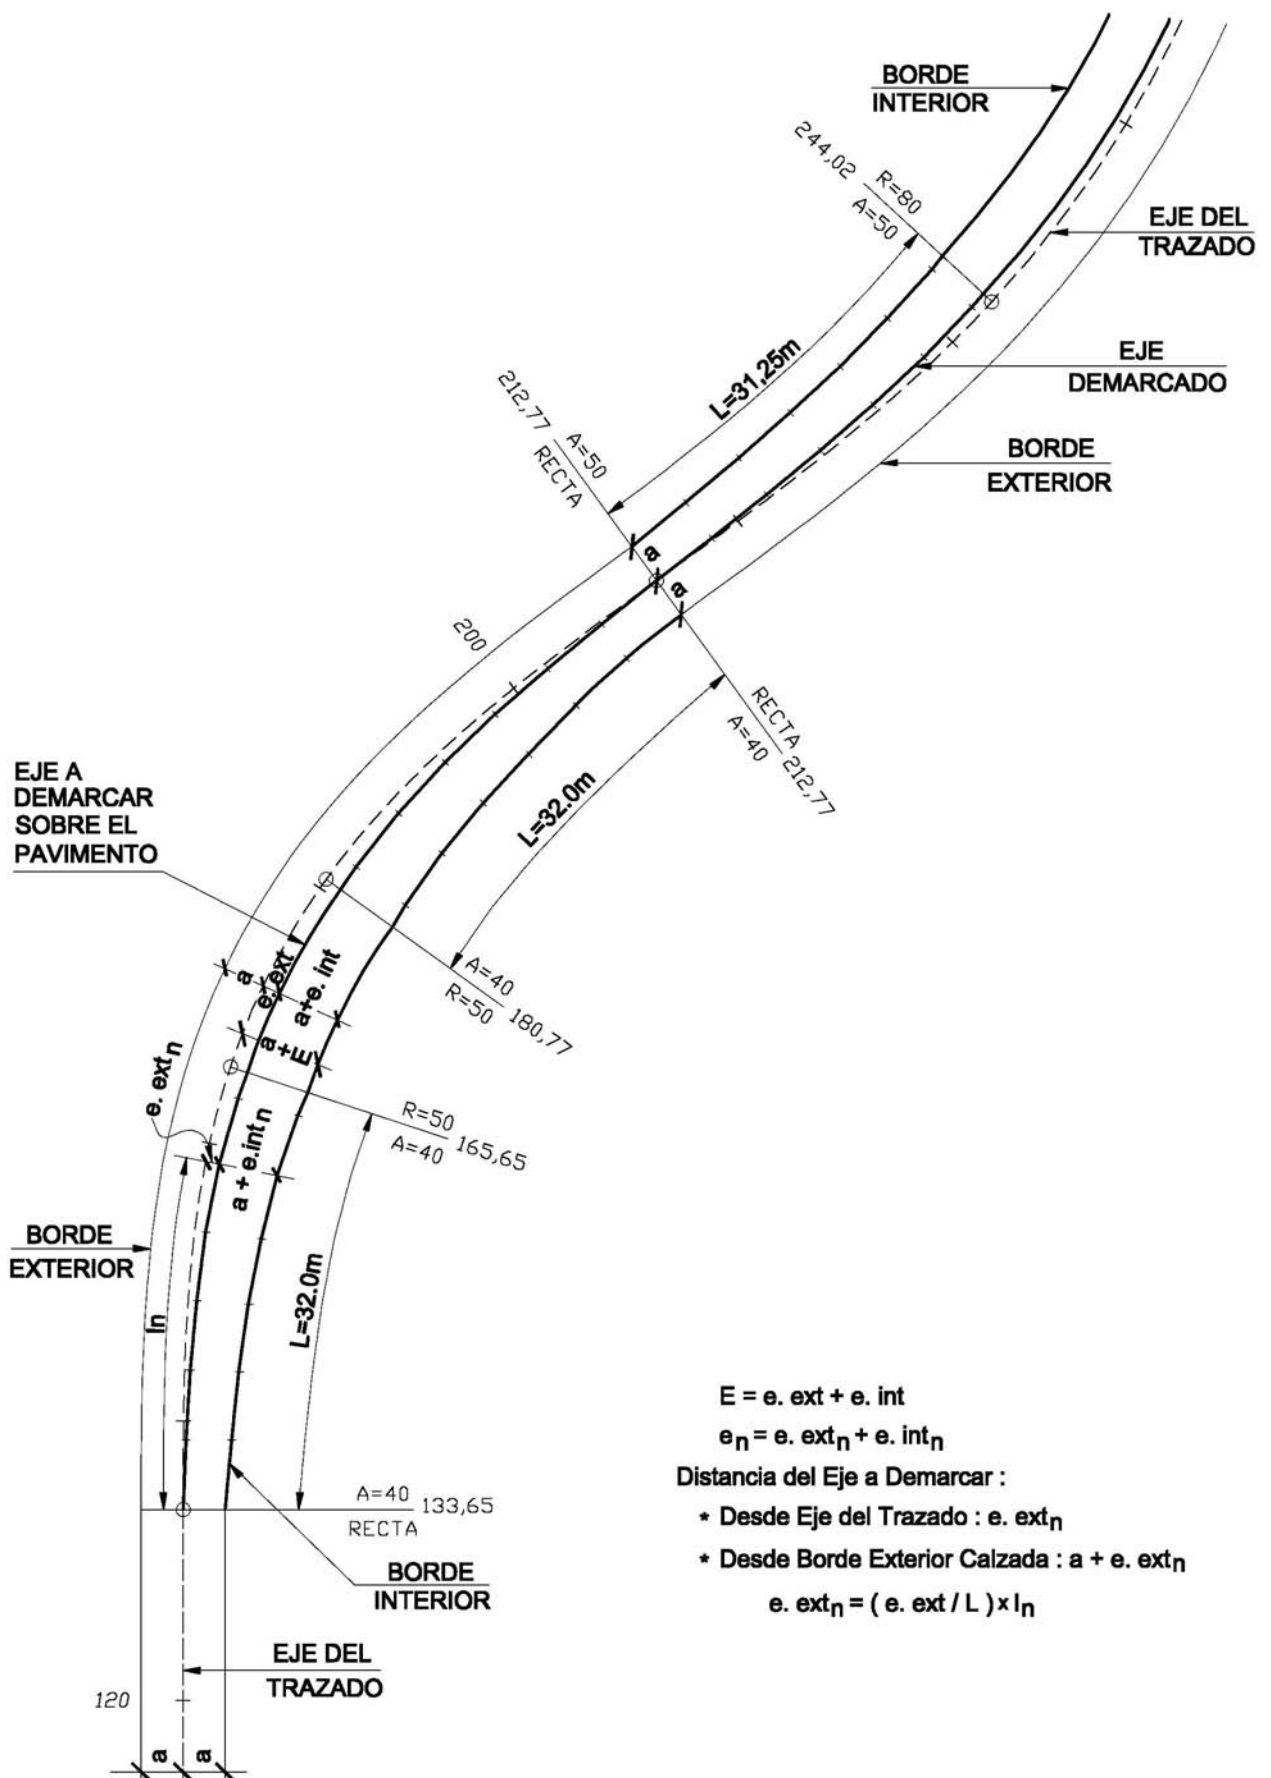 BORDE
INTERIOR
244,02
R=80
A=50
EJE DEL
TRAZADO
EJE
DEMARCADO
BORDE
EXTERIOR
L=31,25m
212,77
A=50
RECTA
a
a
200
RECTA
A=40
212,77
L=32.0m
EJE A
DEMARCAR
SOBRE EL
PAVIMENTO
a
e. ext
a+e. int
A=40
R=50
180,77
a+E
e. extn
R=50
A=40
165,65
a + e.intn
BORDE
EXTERIOR
ln
L=32.0m
A=40
RECTA
133,65
BORDE
INTERIOR
EJE DEL
TRAZADO
120
a
a
E = e. ext + e. int
en = e. extn + e. intn
Distancia del Eje a Demarcar :
* Desde Eje del Trazado : e. extn
* Desde Borde Exterior Calzada : a + e. extn
e. extn = ( e. ext / L ) x ln